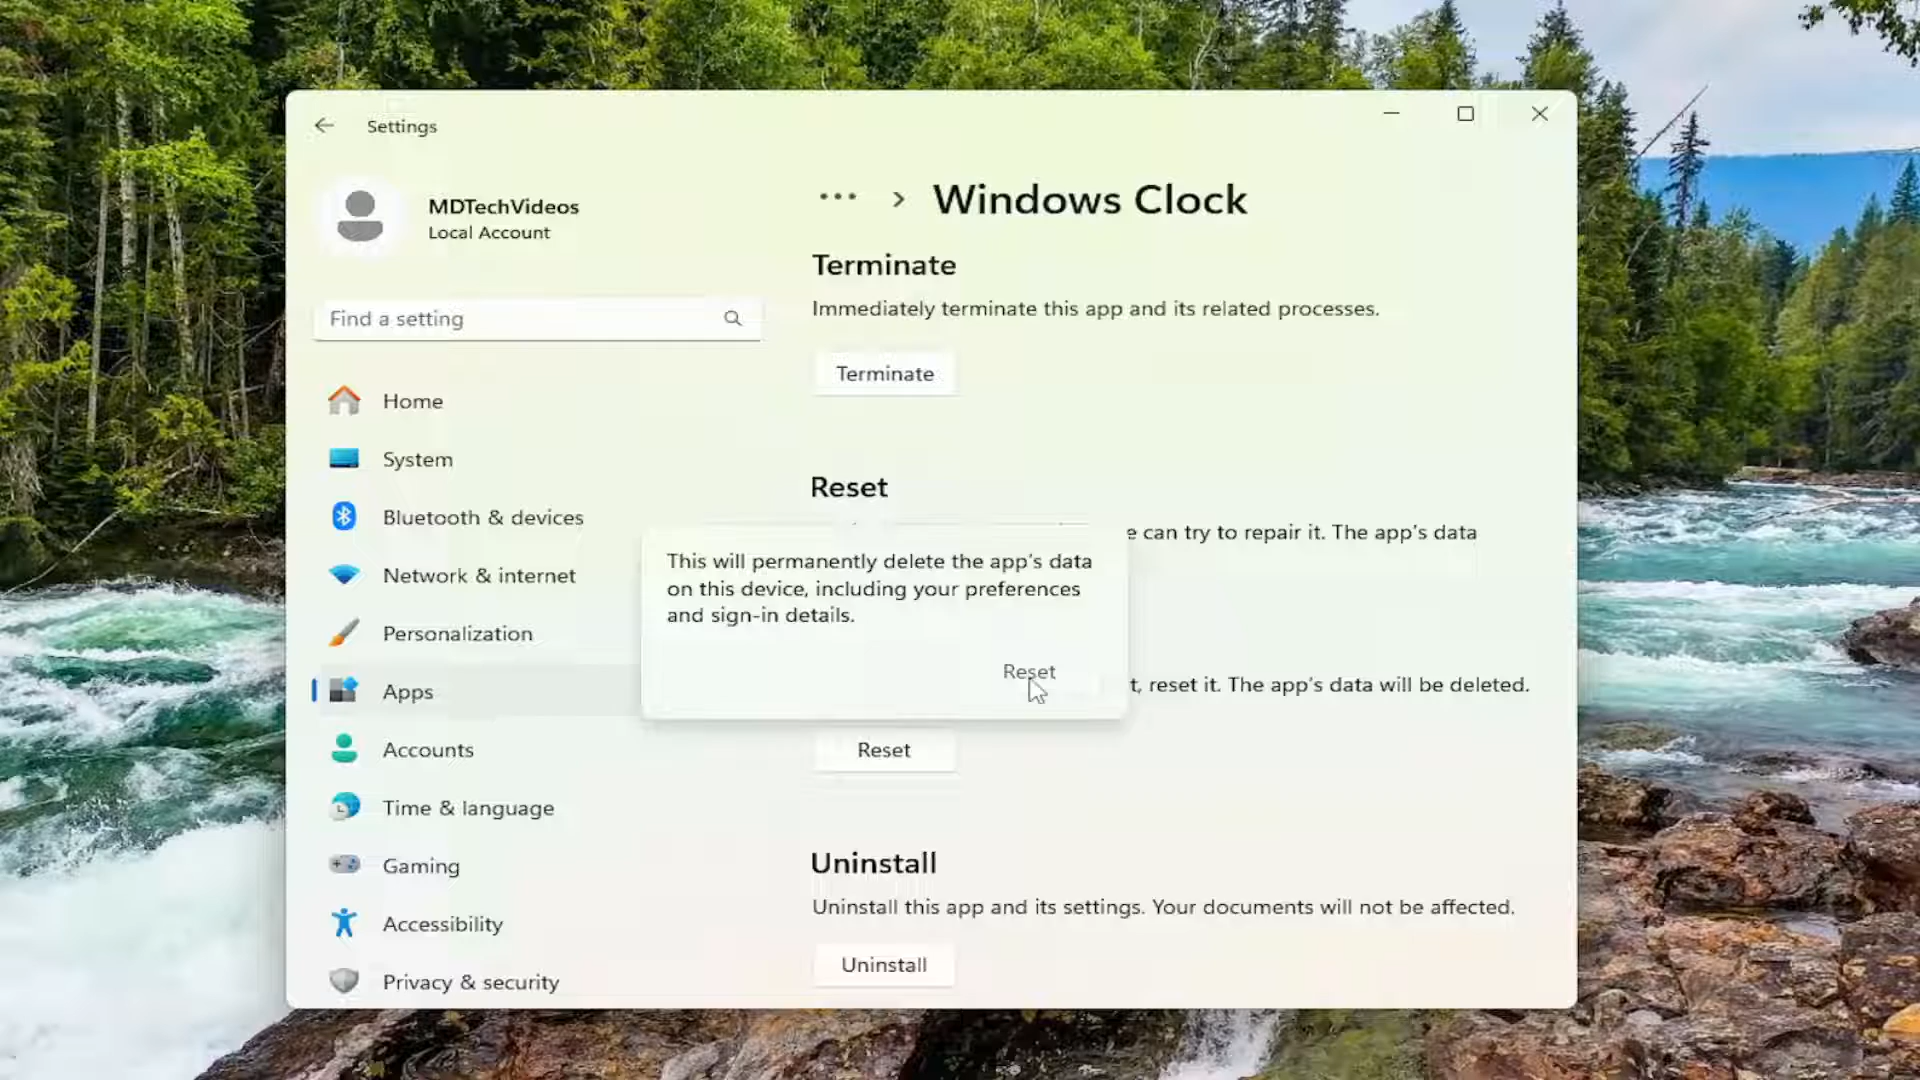 Settings
MDTechVideos
Local Account
Find a setting
Home
System
Bluetooth & devices
Network & internet
Personalization
Apps
Accounts
Time & language
Gaming
Accessibility
Privacy & security
••• > Windows Clock
Terminate
Immediately terminate this app and its related processes.
Terminate
Reset
e can try to repair it. The app's data
This will permanently delete the app's data
on this device, including your preferences
and sign-in details.
Reset
t, reset it. The app's data will be deleted.
Reset
Uninstall
Uninstall this app and its settings. Your documents will not be affected.
Uninstall